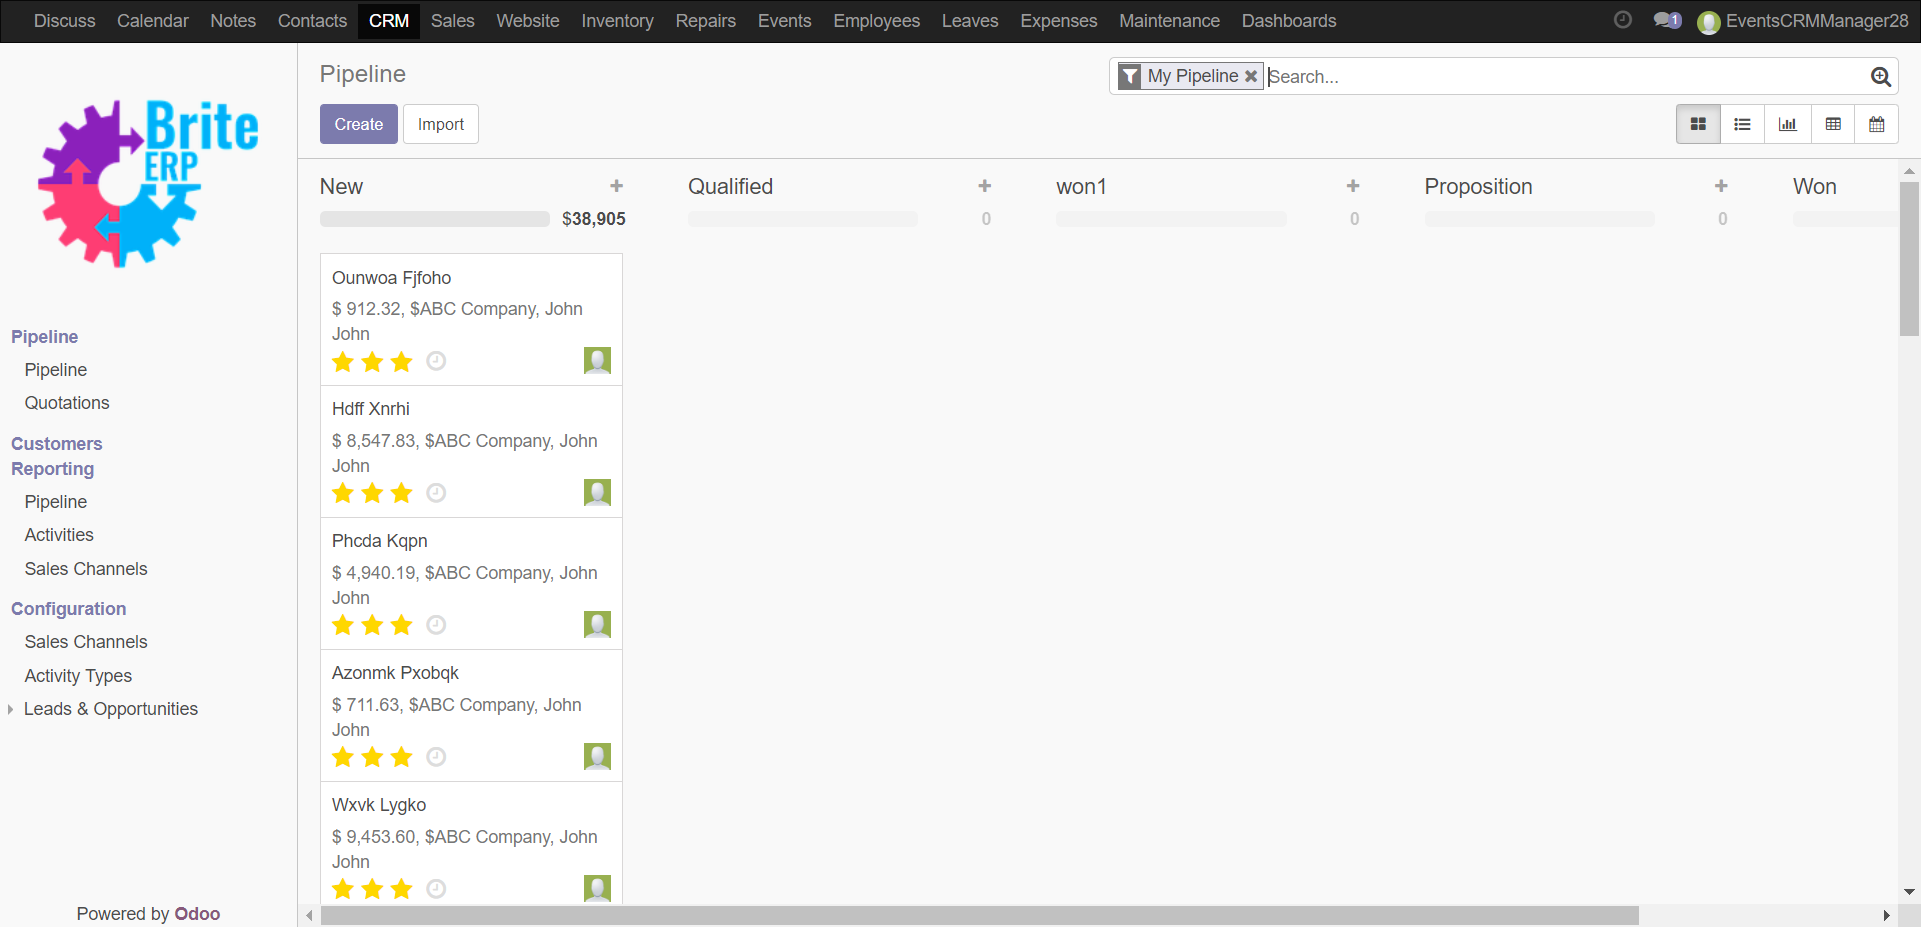 Discuss Calendar Notes Contacts CRM Sales Website Inventory Repairs Events Employees Leaves Expenses Maintenance Dashboards 1 EventsCRMManager28
Brite
ERP
Pipeline
Pipeline
Quotations
Customers
Reporting
Pipeline
Activities
Sales Channels
Configuration
Sales Channels
Activity Types
Leads & Opportunities
Powered by Odoo
Pipeline
My Pipeline Search...
Create Import
New Qualified won1 Proposition Won
$38,905 0 0 0
Ounwoa Fjfoho
$ 912.32, $ABC Company, John
John
Hdff Xnrhi
$ 8,547.83, $ABC Company, John
John
Phcda Kqpn
$ 4,940.19, $ABC Company, John
John
Azonmk Pxobqk
$ 711.63, $ABC Company, John
John
Wxvk Lygko
$ 9,453.60, $ABC Company, John
John